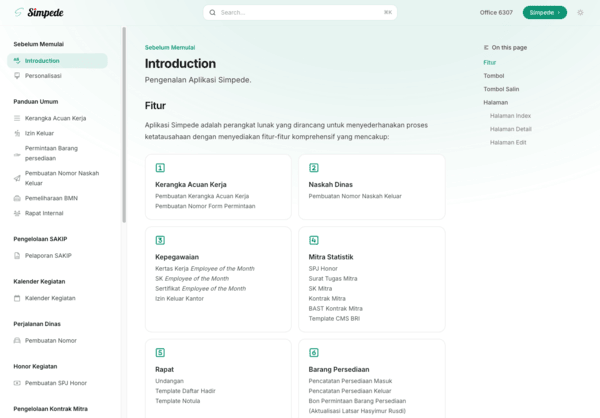 Simpede
Search...
⌘K
Office 6307
Simpede
Sebelum Memulai
Introduction
Personalisasi
Panduan Umum
Kerangka Acuan Kerja
Izin Keluar
Permintaan Barang
persediaan
Pembuatan Nomor Naskah
Keluar
Pemeliharaan BMN
Rapat Internal
Pengelolaan SAKIP
Pelaporan SAKIP
Kalender Kegiatan
Kalender Kegiatan
Perjalanan Dinas
Pembuatan Nomor
Honor Kegiatan
Pembuatan SPJ Honor
Pengelolaan Kontrak Mitra
Sebelum Memulai
Introduction
Pengenalan Aplikasi Simpede.
Fitur
Aplikasi Simpede adalah perangkat lunak yang dirancang untuk menyederhanakan proses
ketatausahaan dengan menyediakan fitur-fitur komprehensif yang mencakup:
1
Kerangka Acuan Kerja
Pembuatan Kerangka Acuan Kerja
Pembuatan Nomor Form Permintaan
2
Naskah Dinas
Pembuatan Nomor Naskah Keluar
3
Kepegawaian
Kertas Kerja Employee of the Month
SK Employee of the Month
Sertifikat Employee of the Month
Izin Keluar Kantor
4
Mitra Statistik
SPJ Honor
Surat Tugas Mitra
SK Mitra
Kontrak Mitra
BAST Kontrak Mitra
Template CMS BRI
5
Rapat
Undangan
Template Daftar Hadir
Template Notula
6
Barang Persediaan
Pencatatan Persediaan Masuk
Pencatatan Persediaan Keluar
Bon Permintaan Barang Persediaan
(Aktualisasi Latsar Hasyimur Rusdi)
On this page
Fitur
Tombol
Tombol Salin
Halaman
Halaman Index
Halaman Detail
Halaman Edit